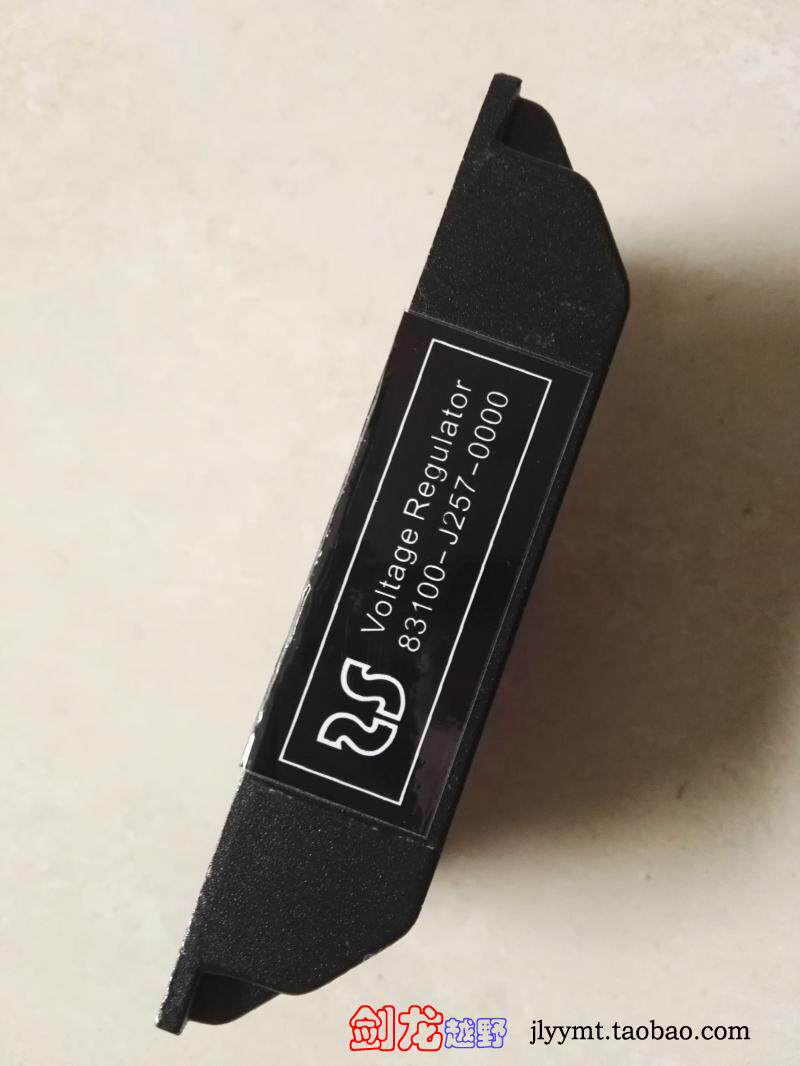 Voltage Regulator
83100-J257-0000
剑龙越野 jlyymt.taobao.com